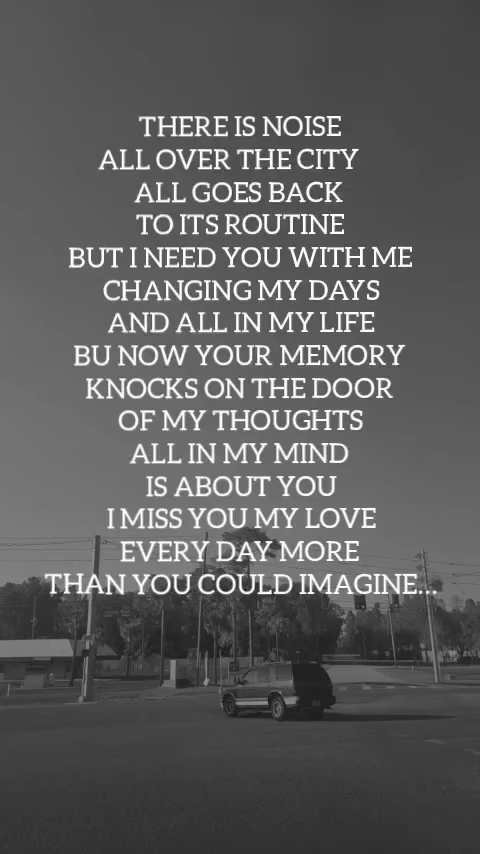 THERE IS NOISE
ALL OVER THE CITY
ALL GOES BACK
TO ITS ROUTINE
BUT I NEED YOU WITH ME
CHANGING MY DAYS
AND ALL IN MY LIFE
BU NOW YOUR MEMORY
KNOCKS ON THE DOOR
OF MY THOUGHTS
ALL IN MY MIND
IS ABOUT YOU
I MISS YOU MY LOVE
EVERY DAY MORE
THAN YOU COULD IMAGINE...